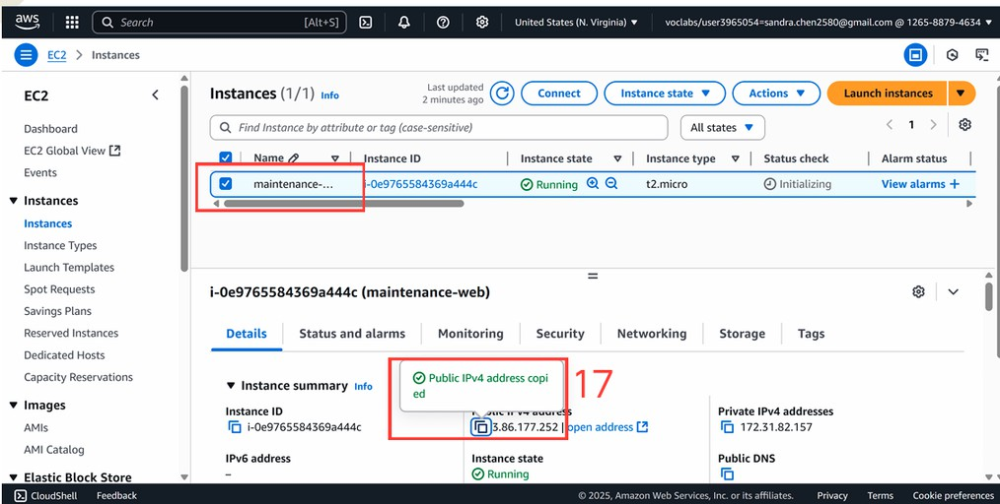 aws
Search
[Alt+S]
United States (N. Virginia)
voclabs/user3965054=sandra.chen2580@gmail.com @ 1265-8879-4634
EC2
Instances
EC2
Dashboard
EC2 Global View
Events
Instances
Instances
Instance Types
Launch Templates
Spot Requests
Savings Plans
Reserved Instances
Dedicated Hosts
Capacity Reservations
Images
AMIs
AMI Catalog
Elastic Block Store
Instances (1/1) Info
Last updated
2 minutes ago
Connect
Instance state
Actions
Launch instances
Find Instance by attribute or tag (case-sensitive)
All states
1
Name
Instance ID
Instance state
Instance type
Status check
Alarm status
maintenance-...
i-0e9765584369a444c
Running
t2.micro
Initializing
View alarms +
i-0e9765584369a444c (maintenance-web)
Details
Status and alarms
Monitoring
Security
Networking
Storage
Tags
Public IPv4 address copi
ed
17
Instance summary Info
Instance ID
i-0e9765584369a444c
Public IPv4 address
3.86.177.252 | open address
Private IPv4 addresses
172.31.82.157
IPv6 address
–
Instance state
Running
Public DNS
CloudShell
Feedback
© 2025, Amazon Web Services, Inc. or its affiliates.
Privacy
Terms
Cookie preferences